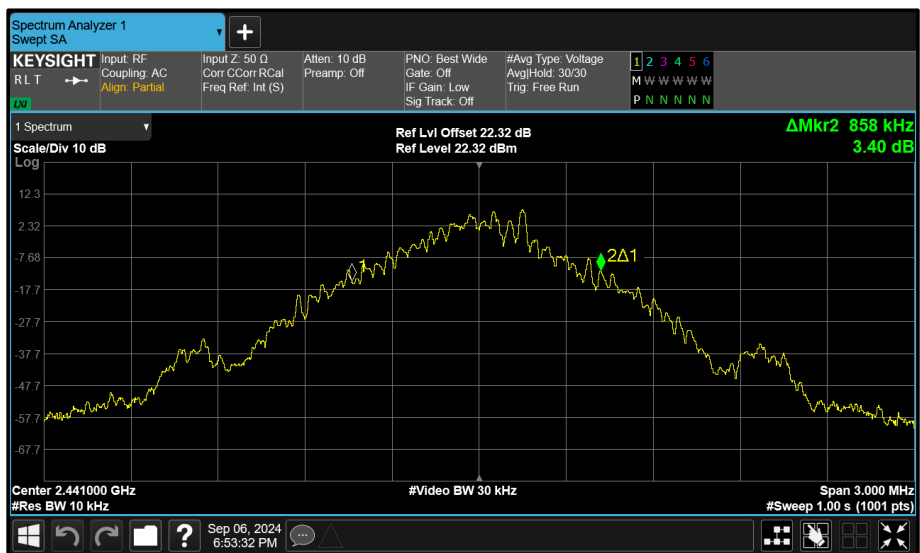 Spectrum Analyzer 1
Swept SA
+
KEYSIGHT
R L T
LXI
Input: RF
Coupling: AC
Align: Partial
Input Z: 50 Ω
Corr CCorr RCal
Freq Ref: Int (S)
Atten: 10 dB
Preamp: Off
PNO: Best Wide
Gate: Off
IF Gain: Low
Sig Track: Off
#Avg Type: Voltage
Avg|Hold: 30/30
Trig: Free Run
1 2 3 4 5 6
M W W W W W
P N N N N N
1 Spectrum
Scale/Div 10 dB
Ref Lvl Offset 22.32 dB
Ref Level 22.32 dBm
ΔMkr2 858 kHz
3.40 dB
Log
12.3
2.32
-7.68
-17.7
-27.7
-37.7
-47.7
-57.7
-67.7
1
2Δ1
Center 2.441000 GHz
#Res BW 10 kHz
#Video BW 30 kHz
Span 3.000 MHz
#Sweep 1.00 s (1001 pts)
?
Sep 06, 2024
6:53:32 PM